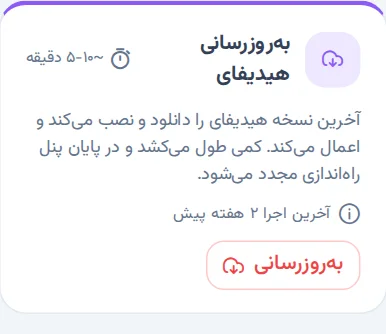 به‌روزرسانی
هیدیفای
~۵-۱۰ دقیقه
آخرین نسخه هیدیفای را دانلود و نصب می‌کند و
اعمال می‌کند. کمی طول می‌کشد و در پایان پنل
راه‌اندازی مجدد می‌شود.
آخرین اجرا ۲ هفته پیش
به‌روزرسانی